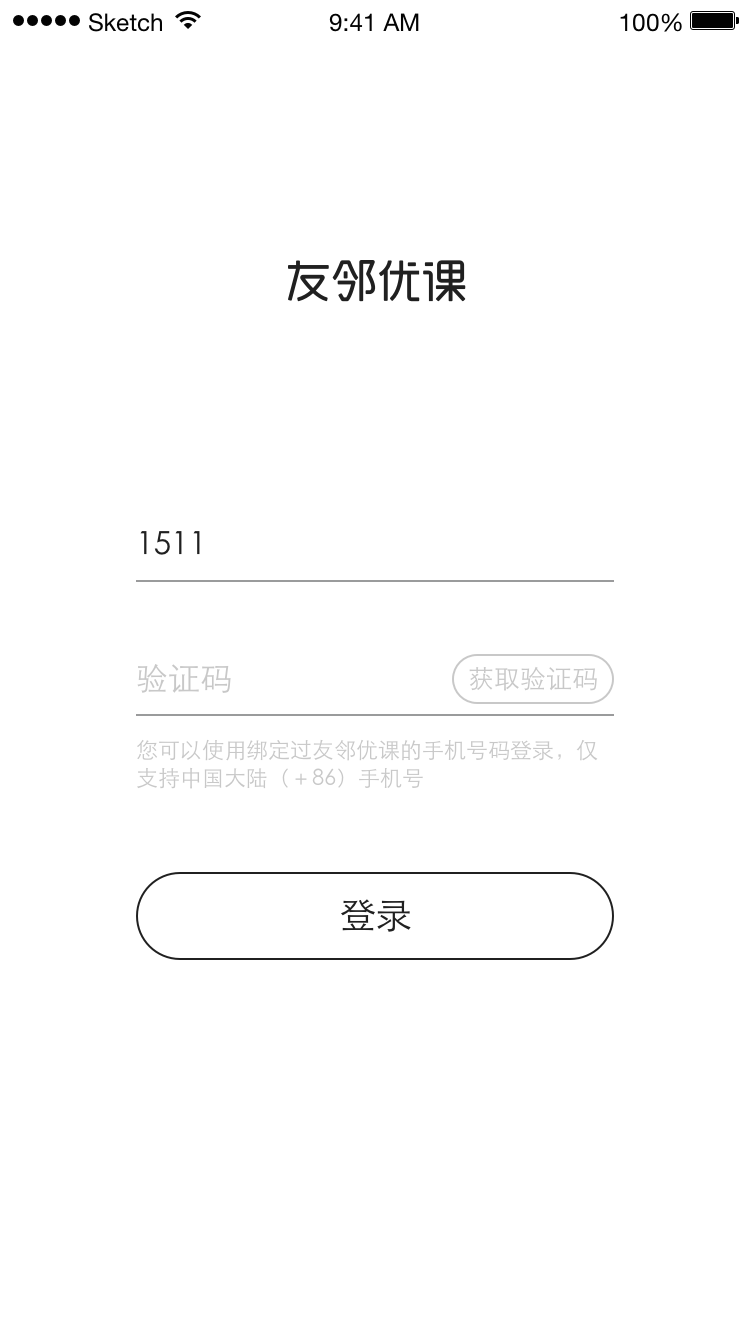 Sketch 9:41 AM 100%
友邻优课
1511
验证码 获取验证码
您可以使用绑定过友邻优课的手机号码登录，仅
支持中国大陆（+86）手机号
登录